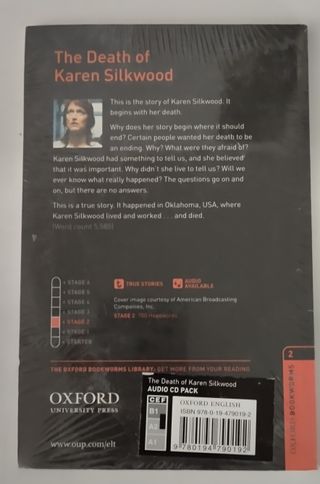 The Death of
Karen Silkwood
This is the story of Karen Silkwood. It
begins with her death.
Why does her story begin where it should
end? Certain people wanted her death to be
an ending. Why? What were they afraid of?
Karen Silkwood had something to tell us, and she believed
that it was important. Why didn't she live to tell us? Will we
ever know what really happened? The questions go on and
on, but there are no answers.
This is a true story. It happened in Oklahoma, USA, where
Karen Silkwood lived and worked . . . and died.
(Word count 5,585)
STAGE 6
STAGE 5
STAGE 4
STAGE 3
STAGE 2
STAGE 1
STARTER
TRUE STORIES
AUDIO
AVAILABLE
Cover image courtesy of American Broadcasting
Companies, Inc.
STAGE 2 700 Headwords
2
OXFORD BOOKWORMS
THE OXFORD BOOKWORMS LIBRARY: GET MORE FROM YOUR READING
OXFORD
UNIVERSITY PRESS
www.oup.com/elt
The Death of Karen Silkwood
AUDIO CD PACK
CEF
B1
A1
OXFORD ENGLISH
ISBN 978-0-19-479019-2
9 780194 790192